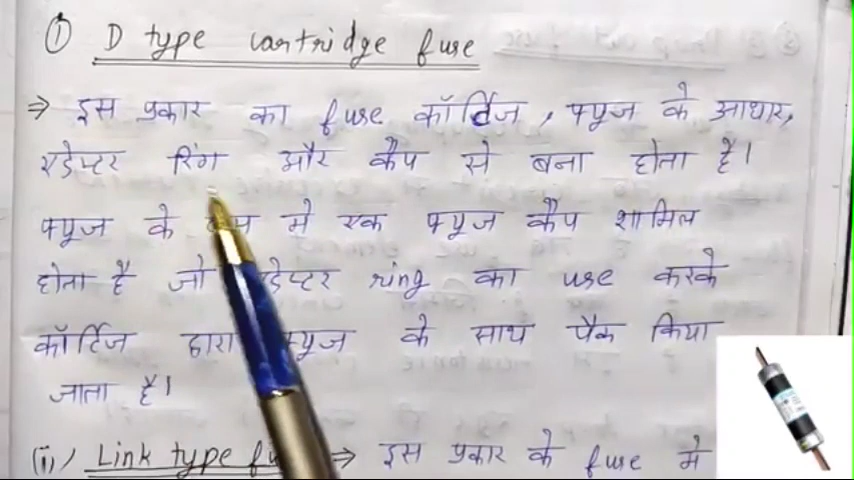 ① D type cartridge fuse
⇒ इस प्रकार का fuse कॉर्टिज, फ्यूज के आधार,
एडेप्टर रिंग और कैप से बना होता है।
फ्यूज के में एक फ्यूज कैप शामिल
होता है जो ring का use करके
कॉर्टिज द्वारा फ्यूज के साथ पैक किया
जाता है।
(ii) Link type ⇒ इस प्रकार के fuse मे